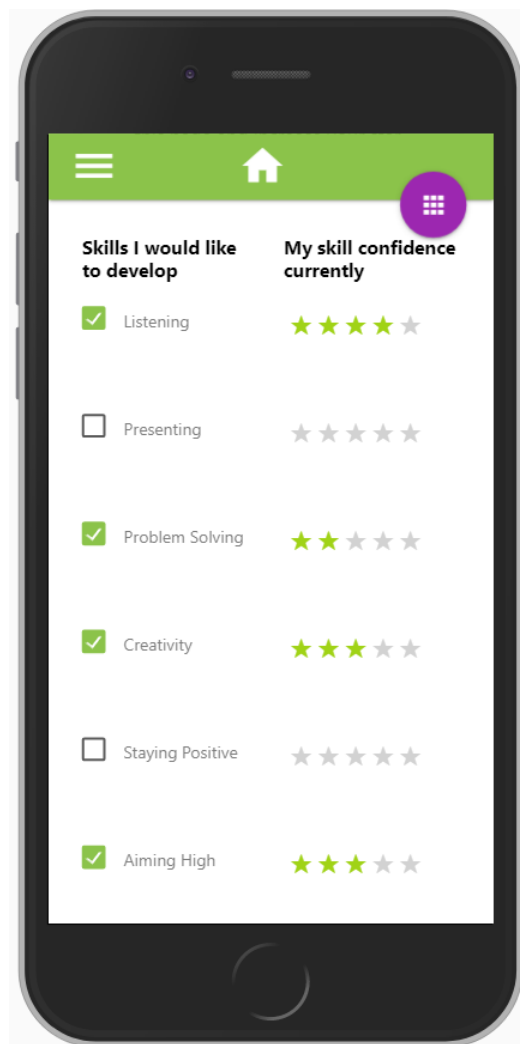 Skills I would like
to develop
My skill confidence
currently
Listening
Presenting
Problem Solving
Creativity
Staying Positive
Aiming High